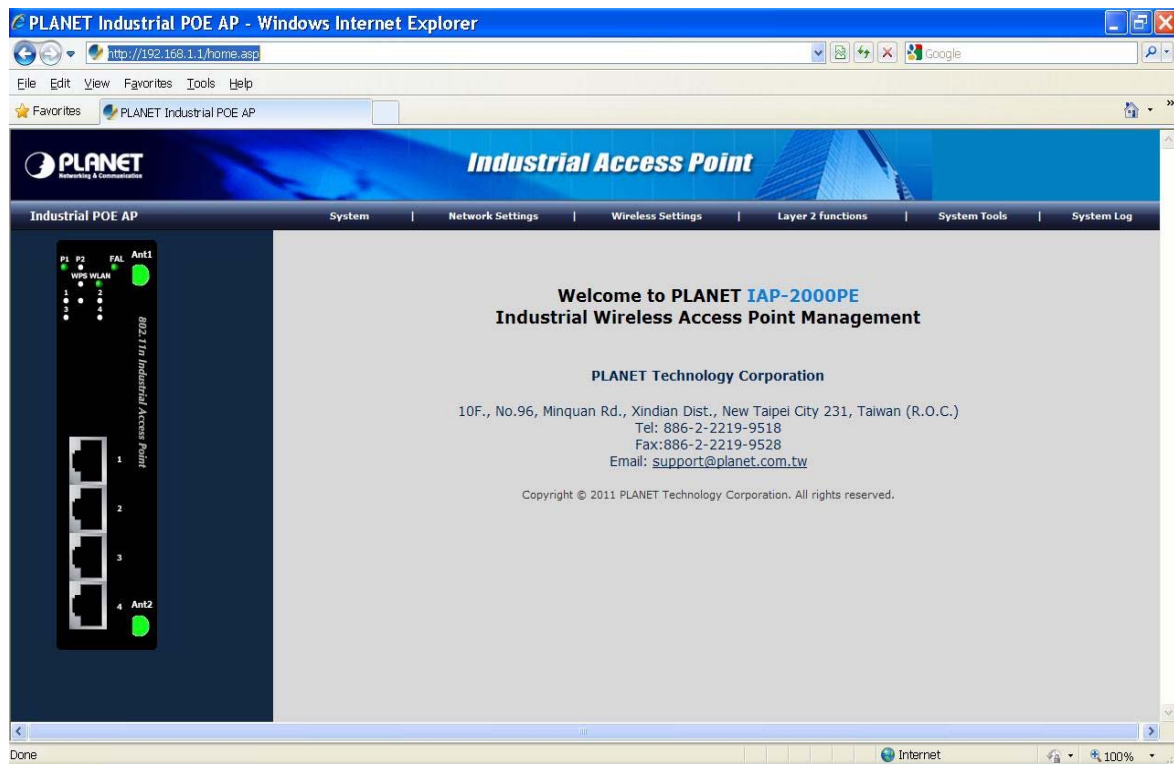 PLANET Industrial POE AP - Windows Internet Explorer
http://192.168.1.1/home.asp
Google
File Edit View Favorites Tools Help
Favorites PLANET Industrial POE AP
PLANET
Networking & Communication
Industrial Access Point
Industrial POE AP
System | Network Settings | Wireless Settings | Layer 2 functions | System Tools | System Log
P1 P2 FAL Ant1
WPS WLAN
1 2
3 4
802.11n Industrial Access Point
1
2
3
4 Ant2
Welcome to PLANET IAP-2000PE
Industrial Wireless Access Point Management
PLANET Technology Corporation
10F., No.96, Minquan Rd., Xindian Dist., New Taipei City 231, Taiwan (R.O.C.)
Tel: 886-2-2219-9518
Fax:886-2-2219-9528
Email: support@planet.com.tw
Copyright © 2011 PLANET Technology Corporation. All rights reserved.
Done
Internet
100%